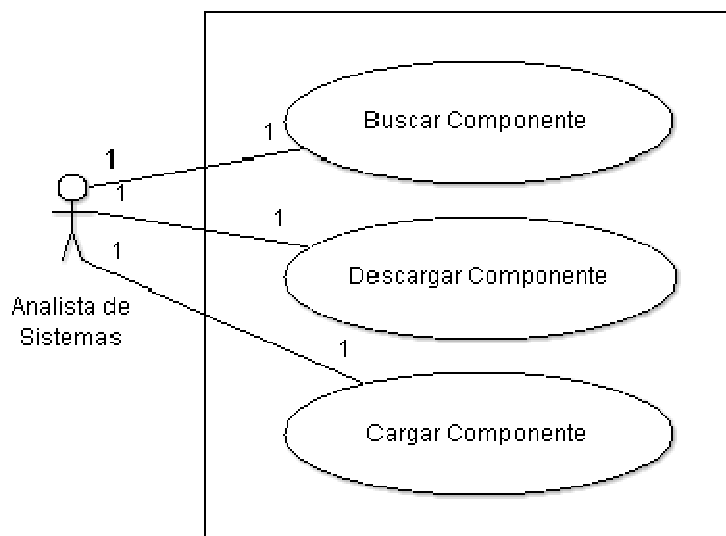 Buscar Componente
1
1
1
1
Descargar Componente
1
Analista de
Sistemas
1
Cargar Componente